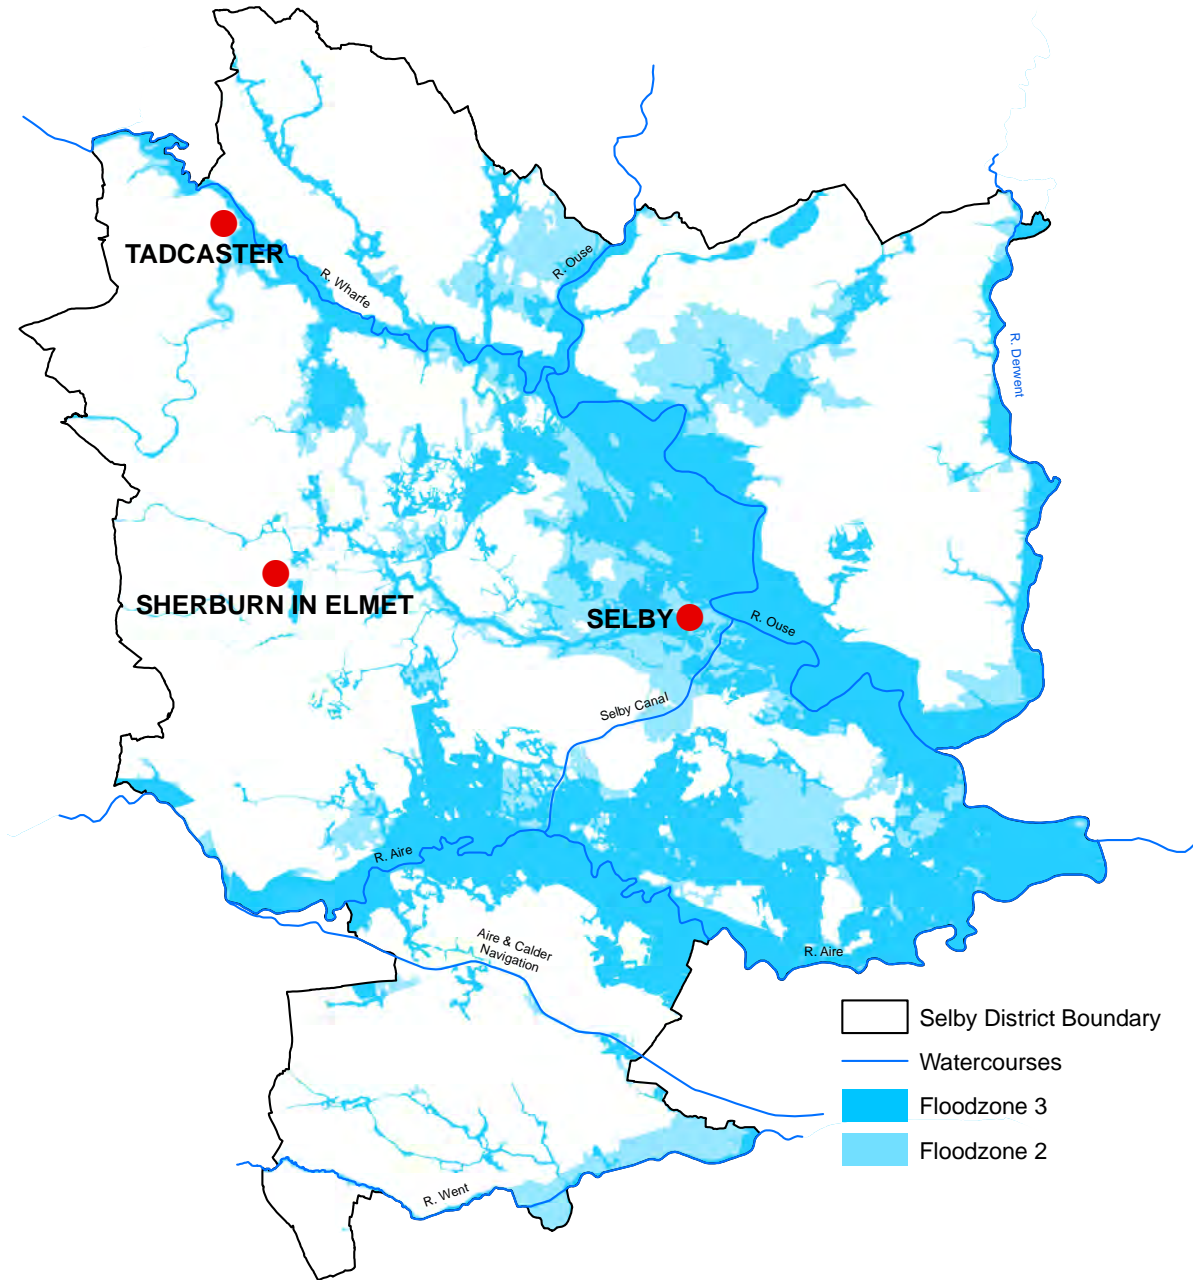 R. Ouse
TADCASTER
R. Wharfe
R. Derwent
SHERBURN IN ELMET
SELBY
R. Ouse
Selby Canal
R. Aire
Aire & Calder
Navigation
R. Aire
Selby District Boundary
Watercourses
Floodzone 3
Floodzone 2
R. Went